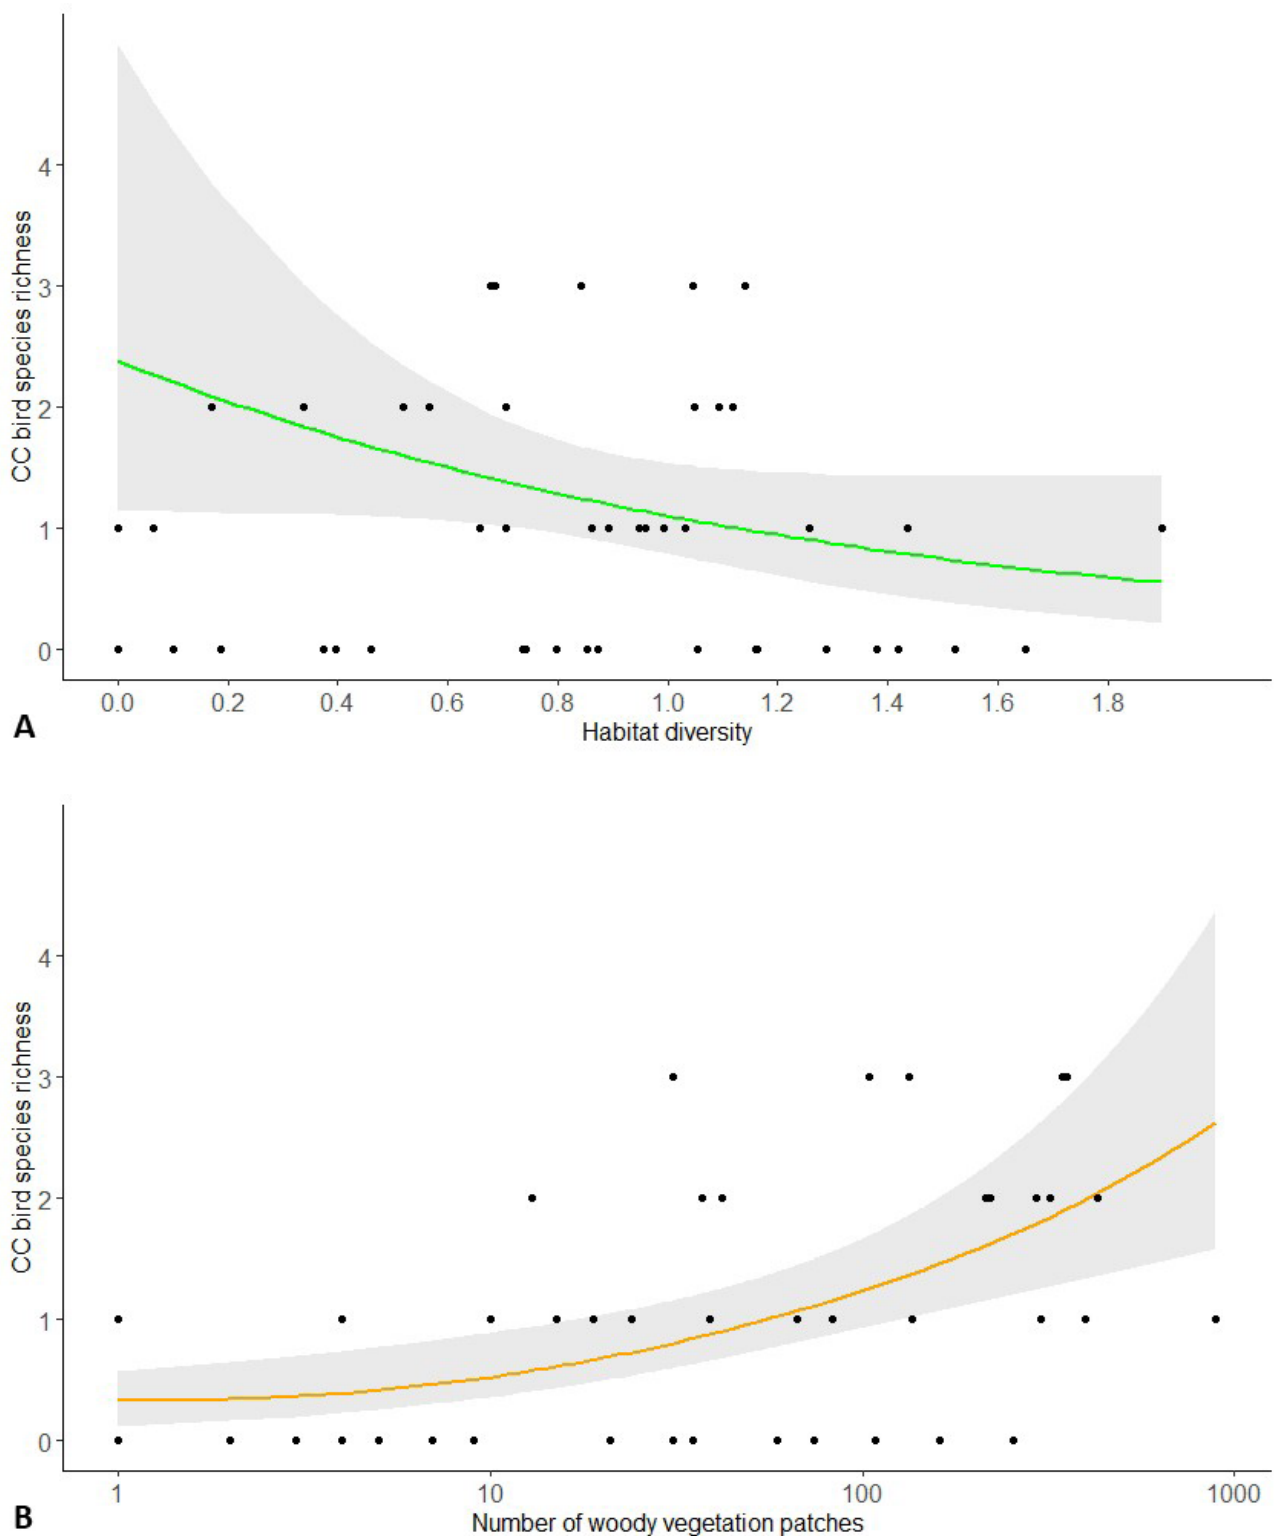 4
3
2
1
0
CC bird species richness
0.0 0.2 0.4 0.6 0.8 1.0 1.2 1.4 1.6 1.8
Habitat diversity
A
4
3
2
1
0
CC bird species richness
1 10 100 1000
Number of woody vegetation patches
B